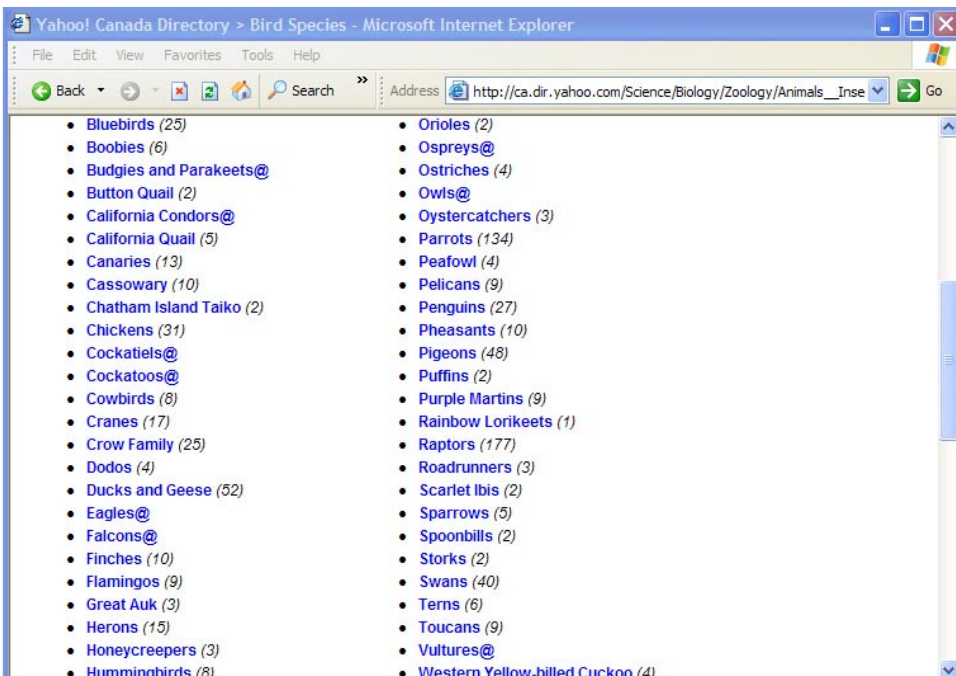 Yahoo! Canada Directory > Bird Species - Microsoft Internet Explorer
File Edit View Favorites Tools Help
Back Search » Address http://ca.dir.yahoo.com/Science/Biology/Zoology/Animals__Inse Go
• Bluebirds (25)
• Boobies (6)
• Budgies and Parakeets@
• Button Quail (2)
• California Condors@
• California Quail (5)
• Canaries (13)
• Cassowary (10)
• Chatham Island Taiko (2)
• Chickens (31)
• Cockatiels@
• Cockatoos@
• Cowbirds (8)
• Cranes (17)
• Crow Family (25)
• Dodos (4)
• Ducks and Geese (52)
• Eagles@
• Falcons@
• Finches (10)
• Flamingos (9)
• Great Auk (3)
• Herons (15)
• Honeycreepers (3)
• Hummingbirds (8)
• Orioles (2)
• Ospreys@
• Ostriches (4)
• Owls@
• Oystercatchers (3)
• Parrots (134)
• Peafowl (4)
• Pelicans (9)
• Penguins (27)
• Pheasants (10)
• Pigeons (48)
• Puffins (2)
• Purple Martins (9)
• Rainbow Lorikeets (1)
• Raptors (177)
• Roadrunners (3)
• Scarlet Ibis (2)
• Sparrows (5)
• Spoonbills (2)
• Storks (2)
• Swans (40)
• Terns (6)
• Toucans (9)
• Vultures@
• Western Yellow-billed Cuckoo (4)